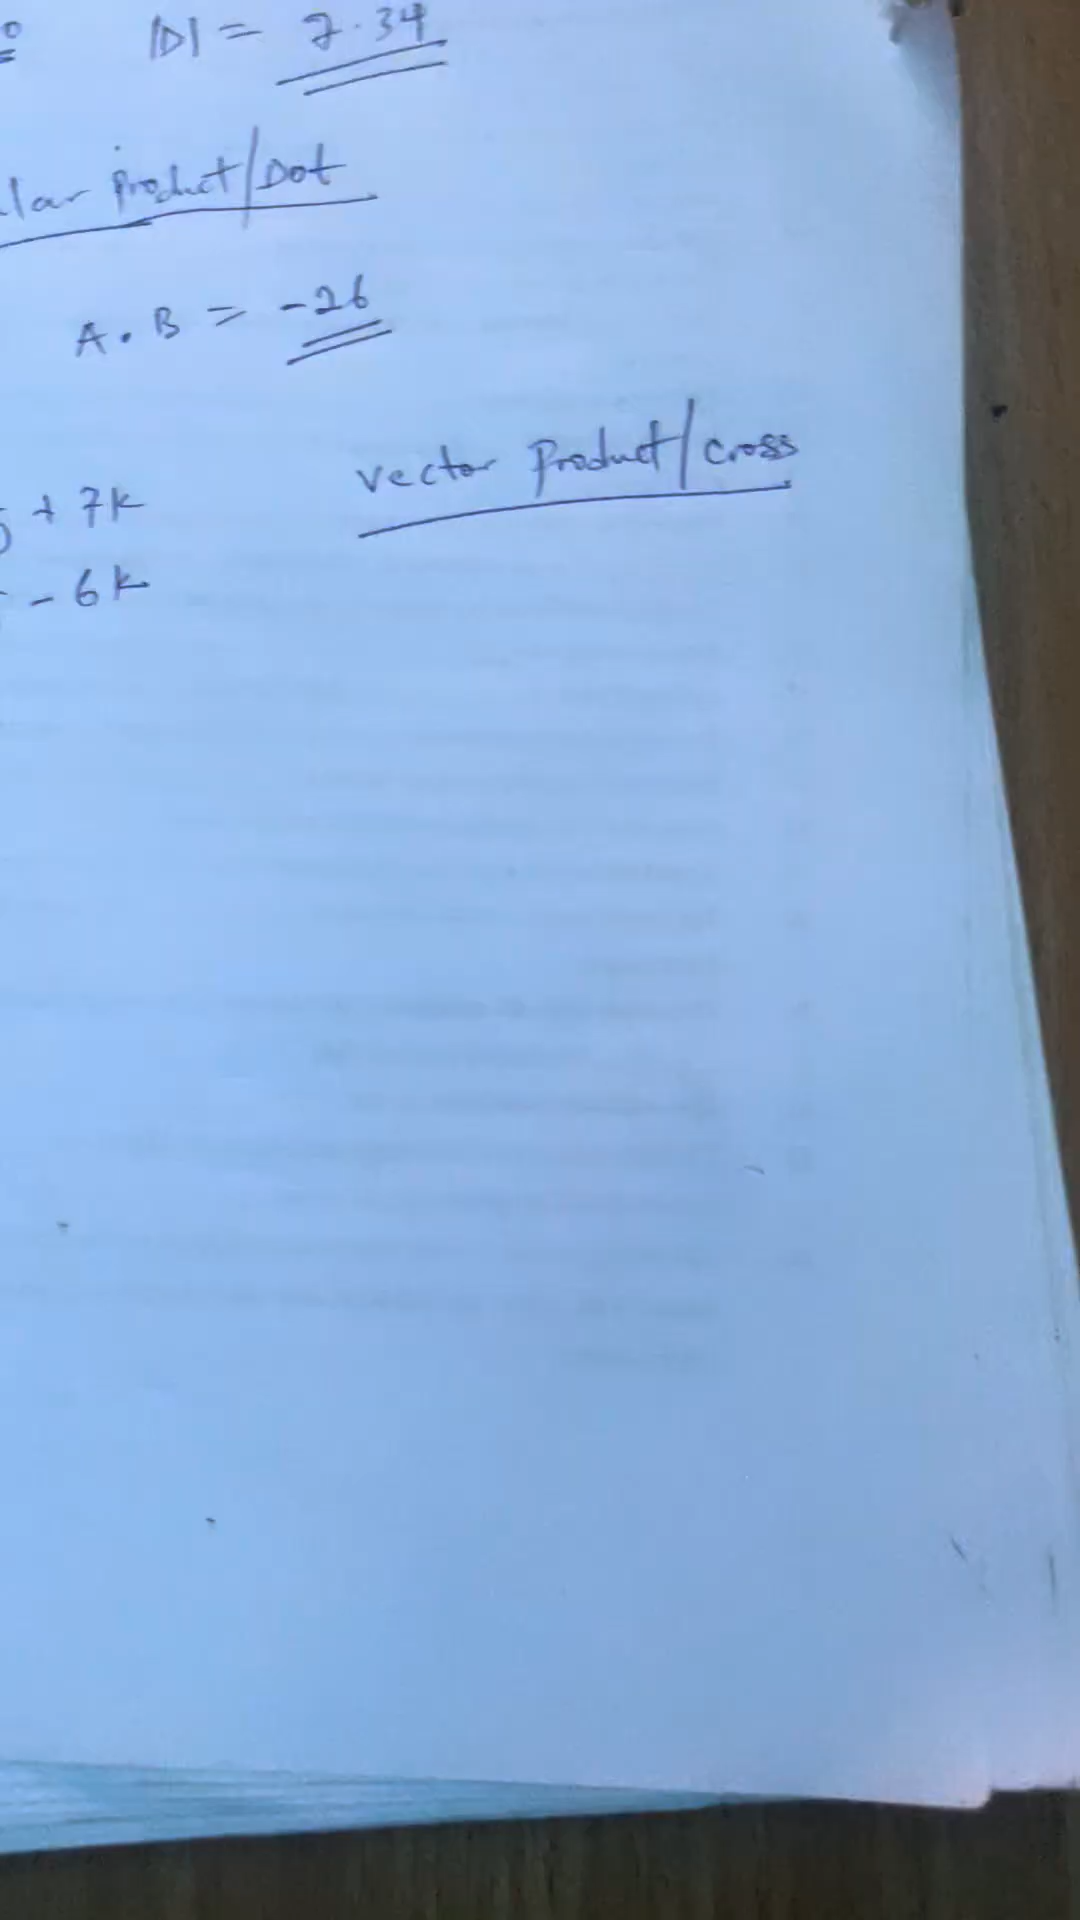 |D| = 7.34
lar product/Dot
A . B = -26
vector Product/cross
+ 7k
- 6k